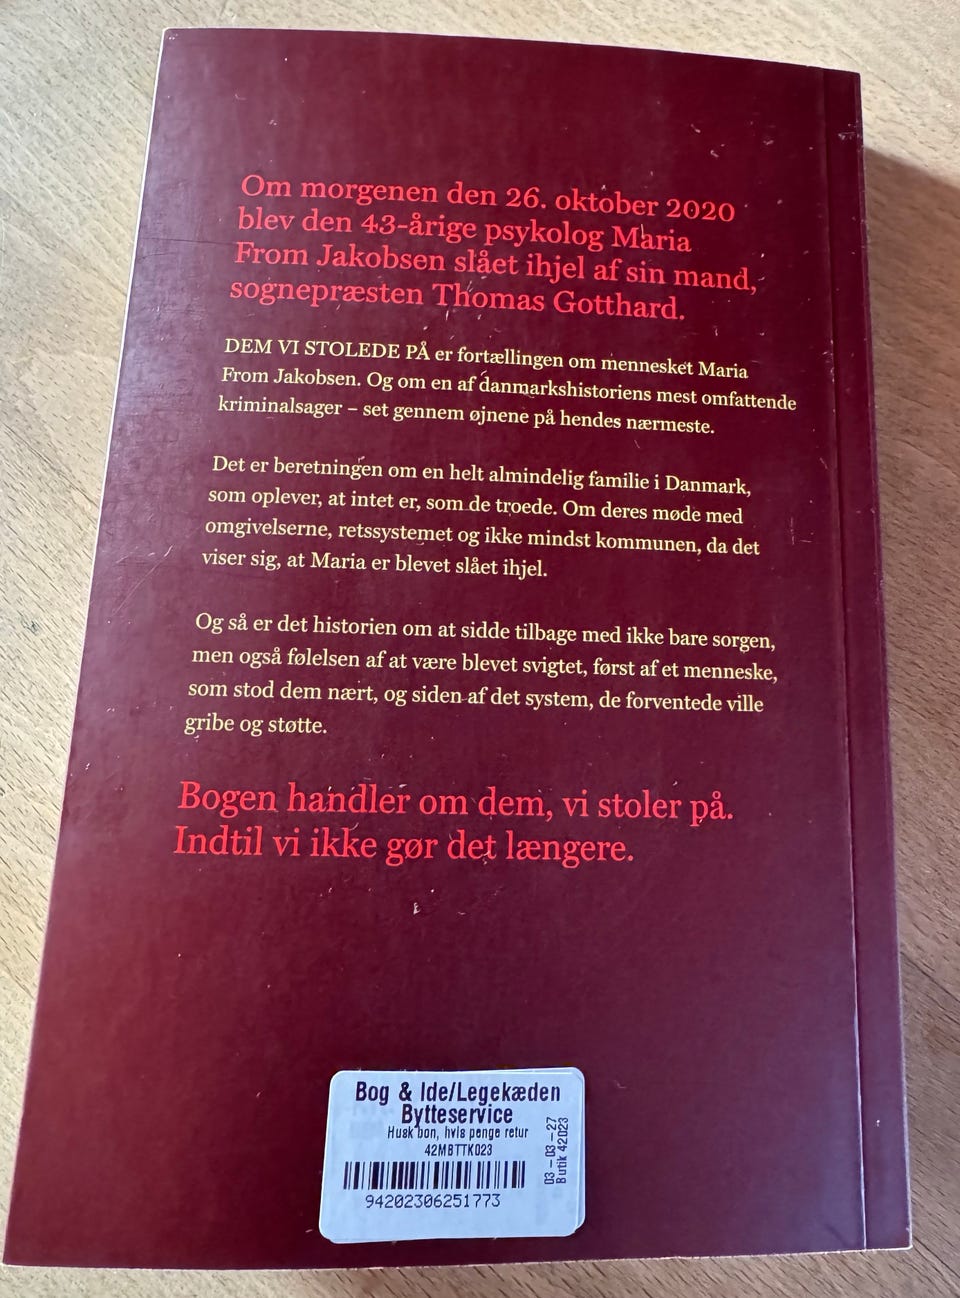 Om morgenen den 26. oktober 2020
blev den 43-årige psykolog Maria
From Jakobsen slået ihjel af sin mand,
sognepræsten Thomas Gotthard.
DEM VI STOLEDE PÅ er fortællingen om mennesket Maria
From Jakobsen. Og om en af danmarkshistoriens mest omfattende
kriminalsager – set gennem øjnene på hendes nærmeste.
Det er beretningen om en helt almindelig familie i Danmark,
som oplever, at intet er, som de troede. Om deres møde med
omgivelserne, retssystemet og ikke mindst kommunen, da det
viser sig, at Maria er blevet slået ihjel.
Og så er det historien om at sidde tilbage med ikke bare sorgen,
men også følelsen af at være blevet svigtet, først af et menneske,
som stod dem nært, og siden af det system, de forventede ville
gribe og støtte.
Bogen handler om dem, vi stoler på.
Indtil vi ikke gør det længere.
Bog & Ide/Legekæden
Bytteservice
Husk bon, hvis penge retur
42MBTTK023
94202306251773
03-03-27
Butik 42023